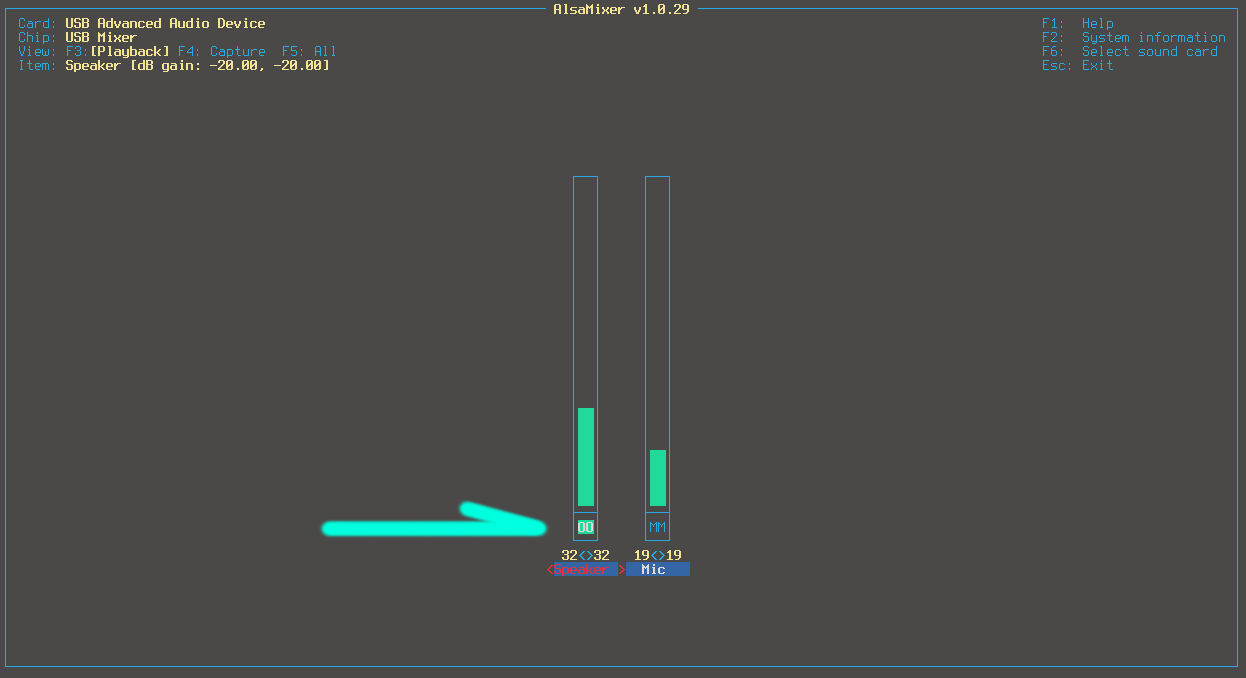 AlsaMixer v1.0.29
Card: USB Advanced Audio Device F1: Help
Chip: USB Mixer F2: System information
View: F3:[Playback] F4: Capture F5: All F6: Select sound card
Item: Speaker [dB gain: -20.00, -20.00] Esc: Exit
OO MM
32<>32 19<>19
<Speaker > Mic